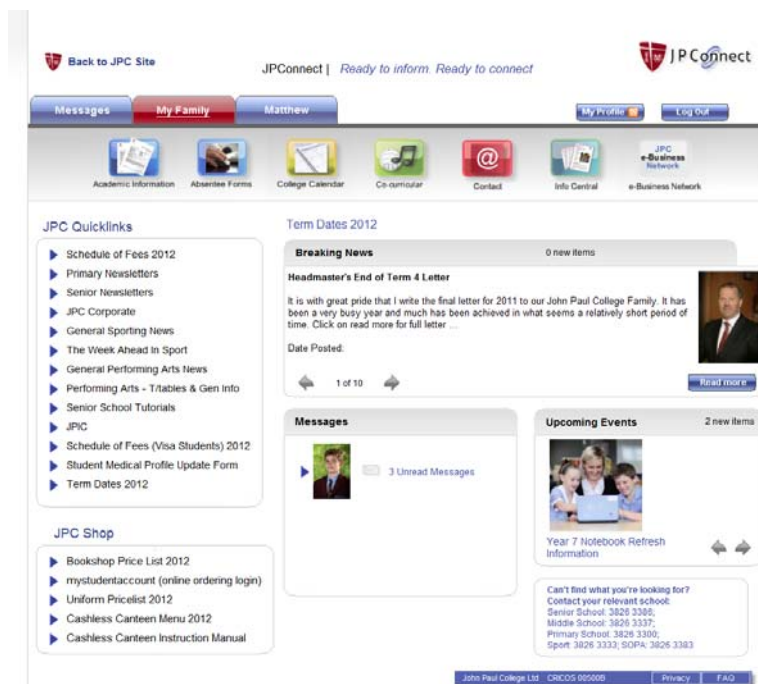 Back to JPC Site
JPConnect | Ready to inform. Ready to connect
JPConnect
Messages
My Family
Matthew
My Profile
Log Out
JPC
e-Business
Network
Academic Information
Absentee Forms
College Calendar
Co-curricular
Contact
Info Central
e-Business Network
JPC Quicklinks
Schedule of Fees 2012
Primary Newsletters
Senior Newsletters
JPC Corporate
General Sporting News
The Week Ahead In Sport
General Performing Arts News
Performing Arts - T/tables & Gen Info
Senior School Tutorials
JPIC
Schedule of Fees (Visa Students) 2012
Student Medical Profile Update Form
Term Dates 2012
JPC Shop
Bookshop Price List 2012
mystudentaccount (online ordering login)
Uniform Pricelist 2012
Cashless Canteen Menu 2012
Cashless Canteen Instruction Manual
Term Dates 2012
Breaking News
0 new items
Headmaster's End of Term 4 Letter
It is with great pride that I write the final letter for 2011 to our John Paul College Family. It has
been a very busy year and much has been achieved in what seems a relatively short period of
time. Click on read more for full letter ...
Date Posted:
1 of 10
Read more
Messages
3 Unread Messages
Upcoming Events
2 new items
Year 7 Notebook Refresh
Information
Can't find what you're looking for?
Contact your relevant school:
Senior School: 3826 3386;
Middle School: 3826 3337;
Primary School: 3826 3300;
Sport: 3826 3333; SOPA: 3826 3383
John Paul College Ltd CRICOS 00500B
Privacy
FAQ